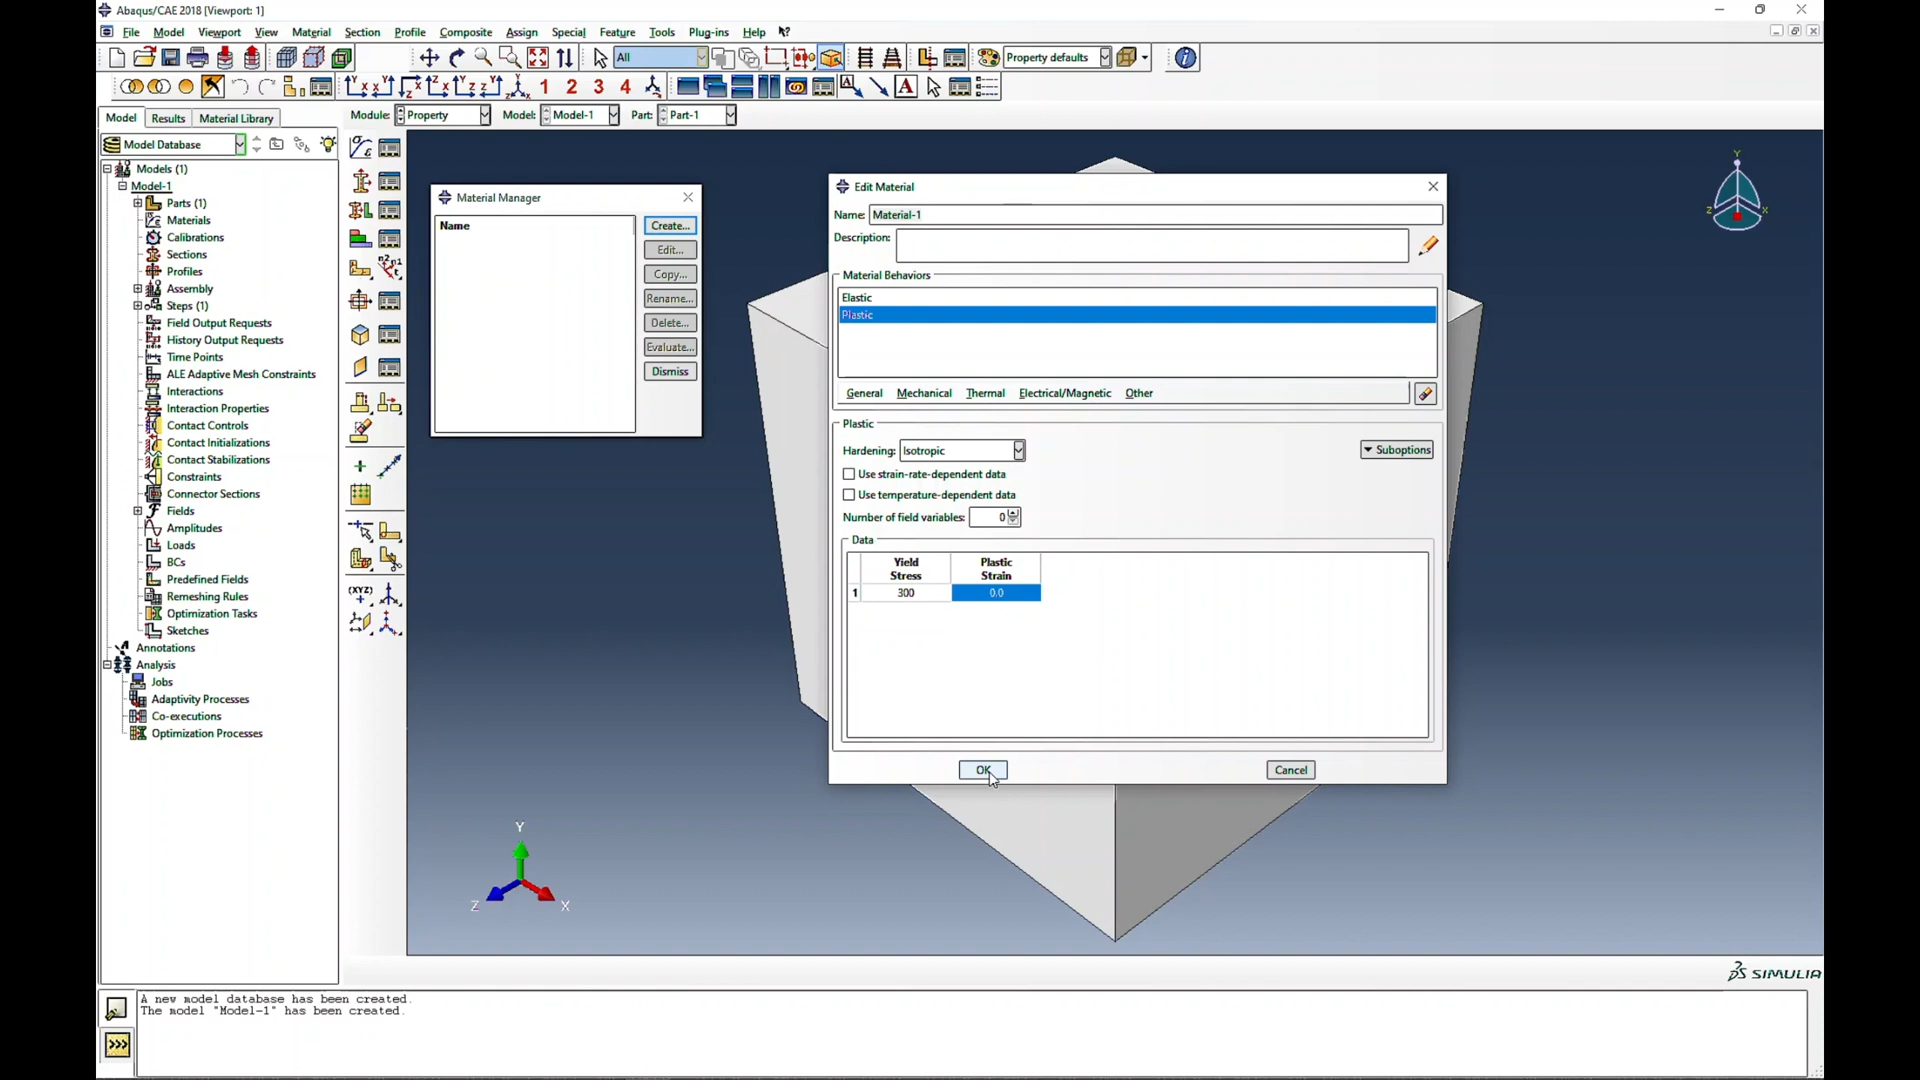 Abaqus/CAE 2018 [Viewport: 1]
File Model Viewport View Material Section Profile Composite Assign Special Feature Tools Plug-ins Help
All
Property defaults
1 2 3 4
Model Results Material Library
Module: Property Model: Model-1 Part: Part-1
Model Database
Models (1)
Model-1
Parts (1)
Materials
Calibrations
Sections
Profiles
Assembly
Steps (1)
Field Output Requests
History Output Requests
Time Points
ALE Adaptive Mesh Constraints
Interactions
Interaction Properties
Contact Controls
Contact Initializations
Contact Stabilizations
Constraints
Connector Sections
Fields
Amplitudes
Loads
BCs
Predefined Fields
Remeshing Rules
Optimization Tasks
Sketches
Annotations
Analysis
Jobs
Adaptivity Processes
Co-executions
Optimization Processes
Material Manager
Name
Create...
Edit...
Copy...
Rename...
Delete...
Evaluate...
Dismiss
Edit Material
Name: Material-1
Description:
Material Behaviors
Elastic
Plastic
General Mechanical Thermal Electrical/Magnetic Other
Plastic
Hardening: Isotropic
Suboptions
Use strain-rate-dependent data
Use temperature-dependent data
Number of field variables: 0
Data
Yield Stress
Plastic Strain
1 300 0.0
OK
Cancel
Y
Z X
Y
Z X
SIMULIA
A new model database has been created.
The model "Model-1" has been created.
>>>